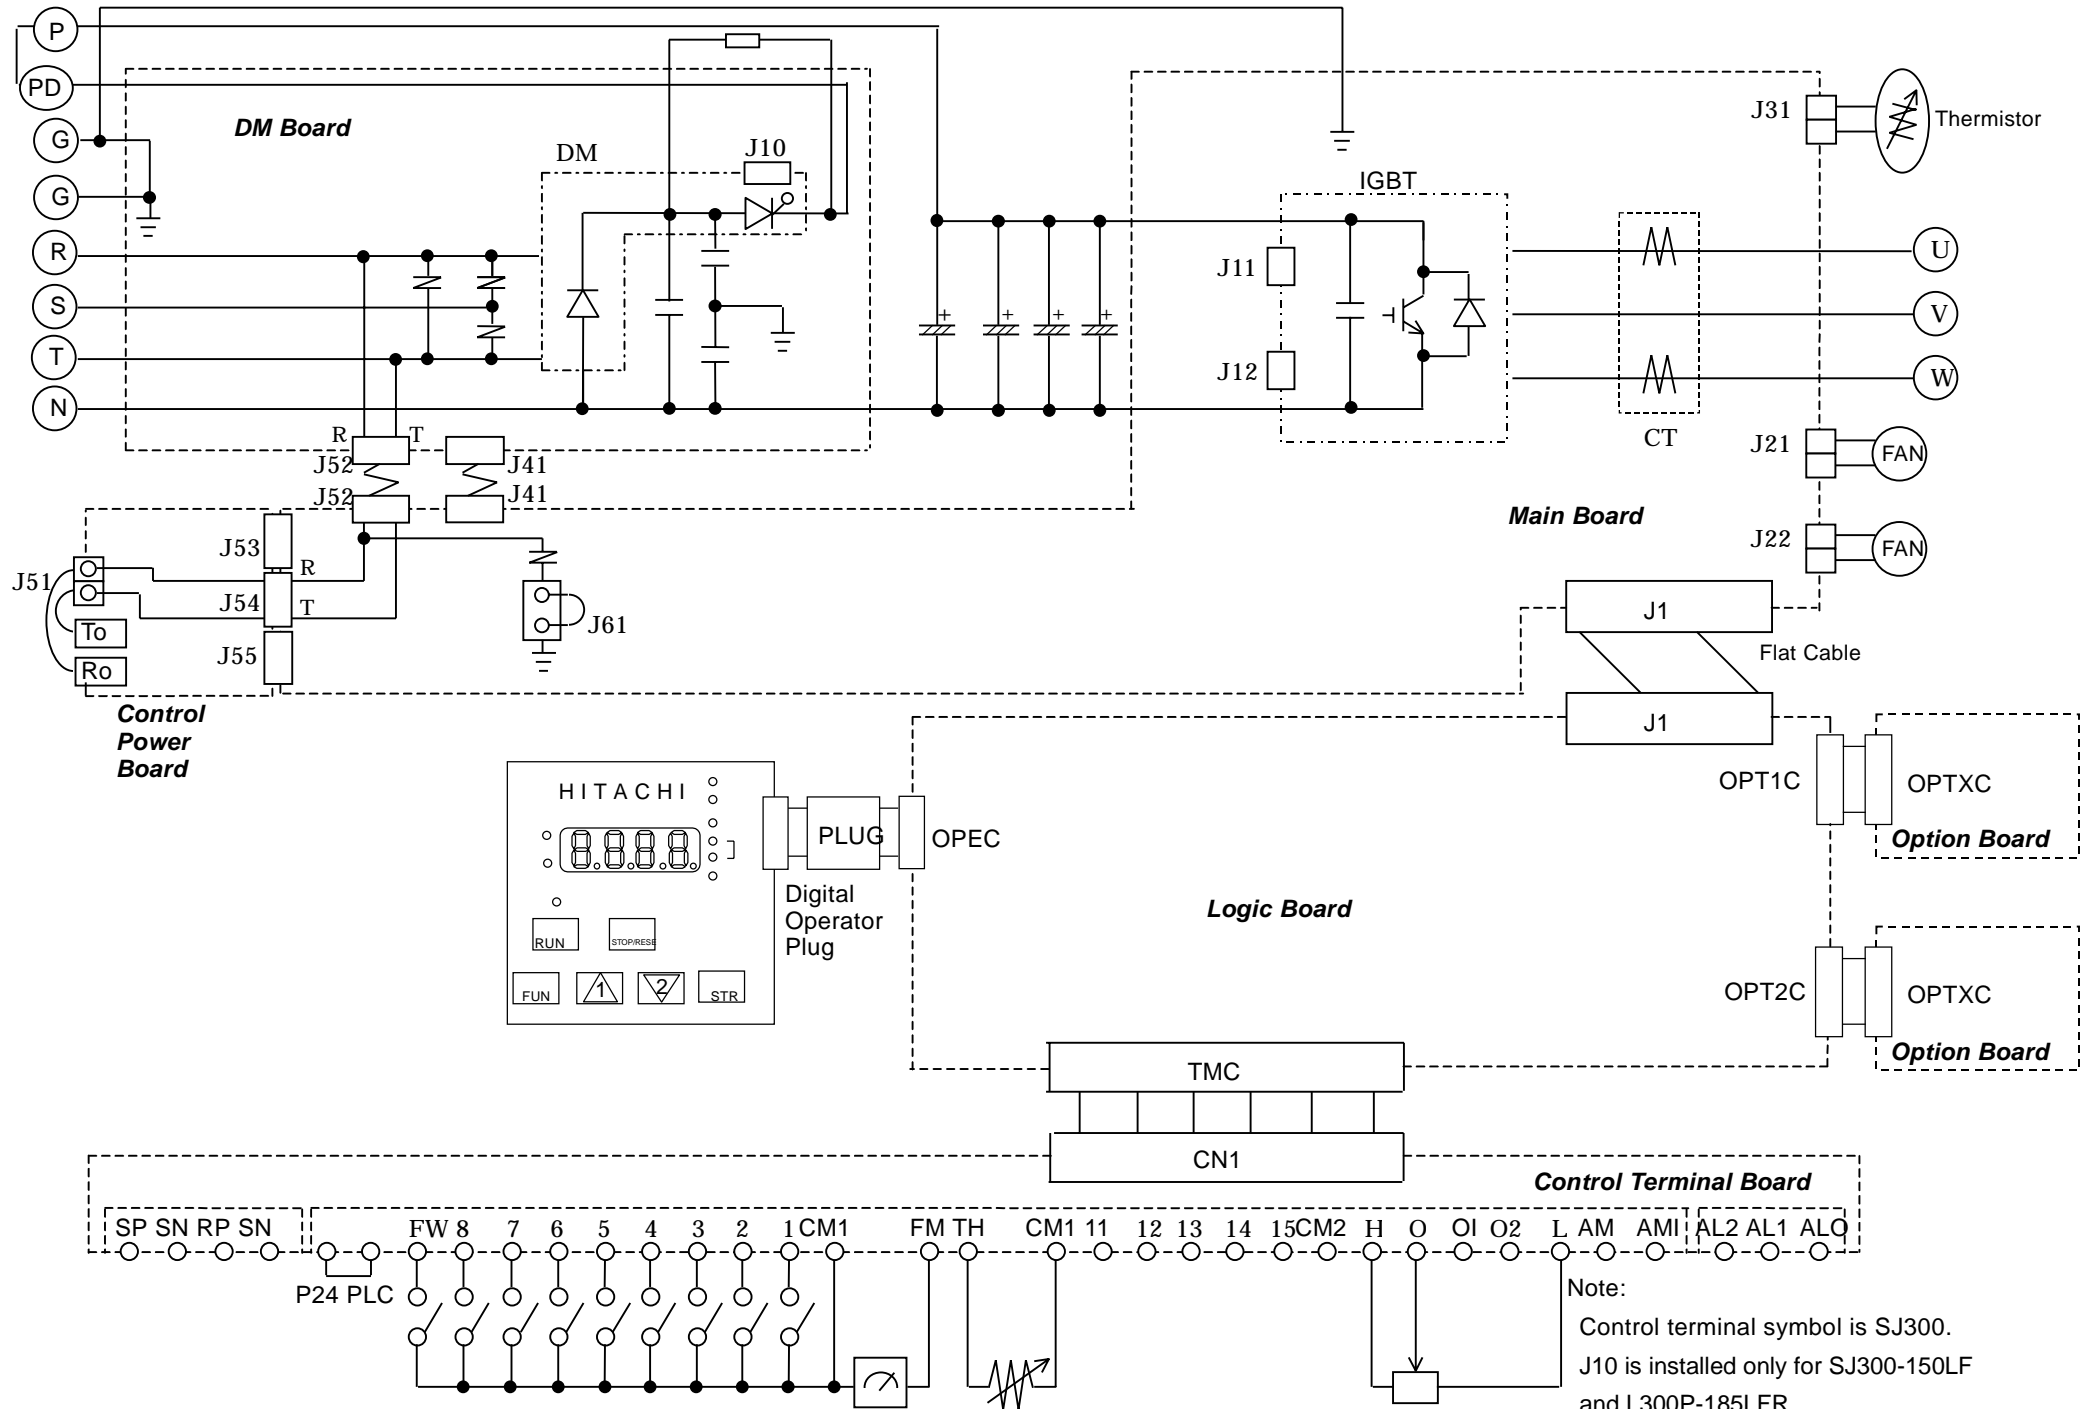 P
PD
G
G
R
S
T
N
DM Board
DM
J10
IGBT
J11
J12
CT
J31
Thermistor
U
V
W
J21
FAN
J22
FAN
Main Board
R T
J52
J52
J41
J41
J53
R
J51
J54
T
To
J55
Ro
J61
Control
Power
Board
J1
Flat Cable
J1
HITACHI
PLUG
OPEC
Digital
Operator
Plug
RUN
STOP/RESE
FUN
1
2
STR
Logic Board
OPT1C
OPTXC
Option Board
OPT2C
OPTXC
Option Board
TMC
CN1
Control Terminal Board
SP SN RP SN
FW 8 7 6 5 4 3 2 1 CM1 FM TH CM1 11 12 13 14 15 CM2 H O OI O2 L AM AMI AL2 AL1 ALO
P24 PLC
Note:
Control terminal symbol is SJ300.
J10 is installed only for SJ300-150LF
and L300P-185LFR